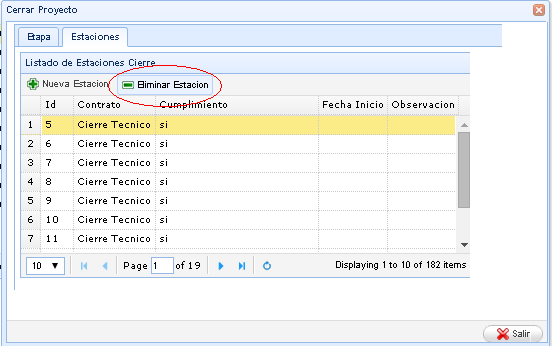 Cerrar Proyecto
Etapa Estaciones
Listado de Estaciones Cierre
Nueva Estacion Eliminar Estacion
Id Contrato Cumplimiento Fecha Inicio Observacion
1 5 Cierre Tecnico si
2 6 Cierre Tecnico si
3 7 Cierre Tecnico si
4 8 Cierre Tecnico si
5 9 Cierre Tecnico si
6 10 Cierre Tecnico si
7 11 Cierre Tecnico si
10 Page 1 of 19 Displaying 1 to 10 of 182 items
Salir